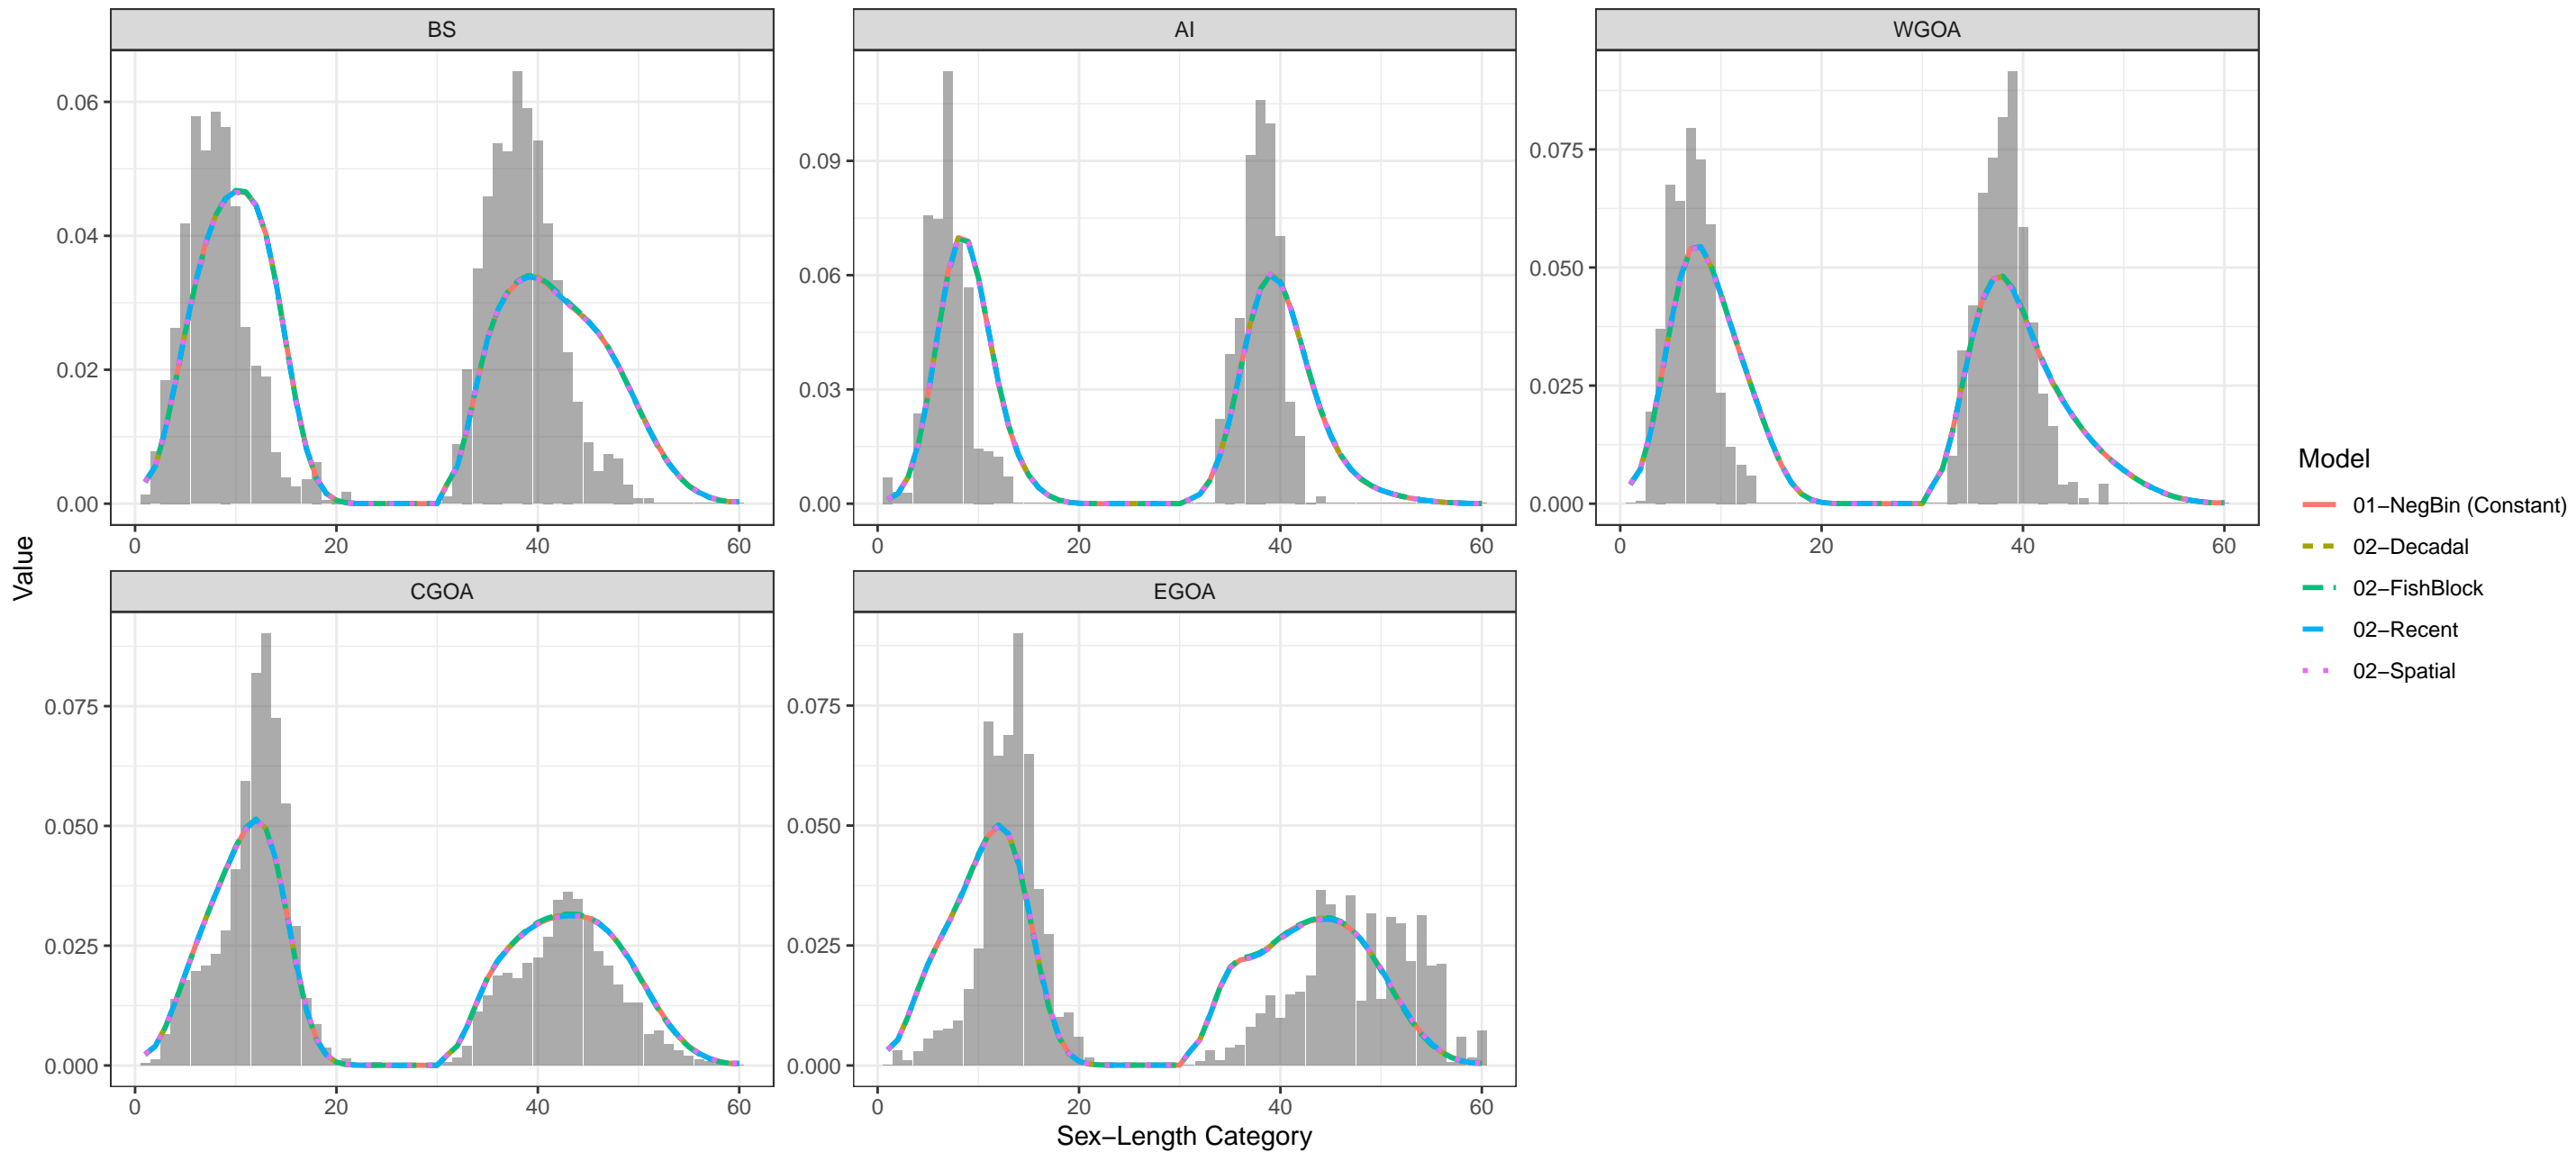 BS
AI
WGOA
0.06
0.04
0.02
0.00
0.09
0.06
0.03
0.00
0.075
0.050
0.025
0.000
0 20 40 60
0 20 40 60
0 20 40 60
CGOA
EGOA
0.075
0.050
0.025
0.000
0.075
0.050
0.025
0.000
0 20 40 60
0 20 40 60
Value
Sex−Length Category
Model
01−NegBin (Constant)
02−Decadal
02−FishBlock
02−Recent
02−Spatial